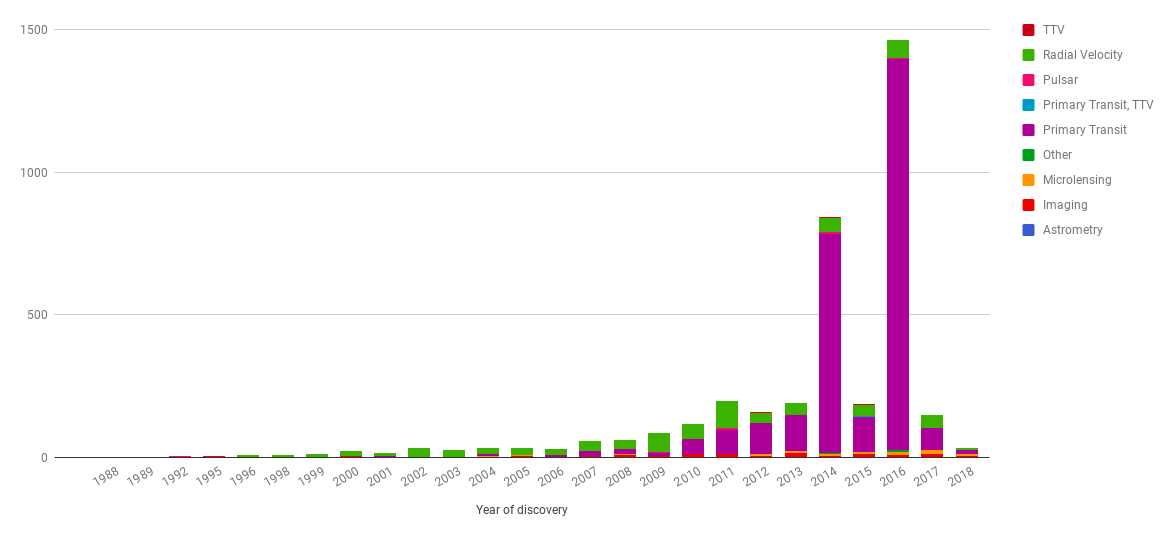 1500
1000
500
0
1988 1989 1992 1995 1996 1998 1999 2000 2001 2002 2003 2004 2005 2006 2007 2008 2009 2010 2011 2012 2013 2014 2015 2016 2017 2018
Year of discovery
TTV
Radial Velocity
Pulsar
Primary Transit, TTV
Primary Transit
Other
Microlensing
Imaging
Astrometry